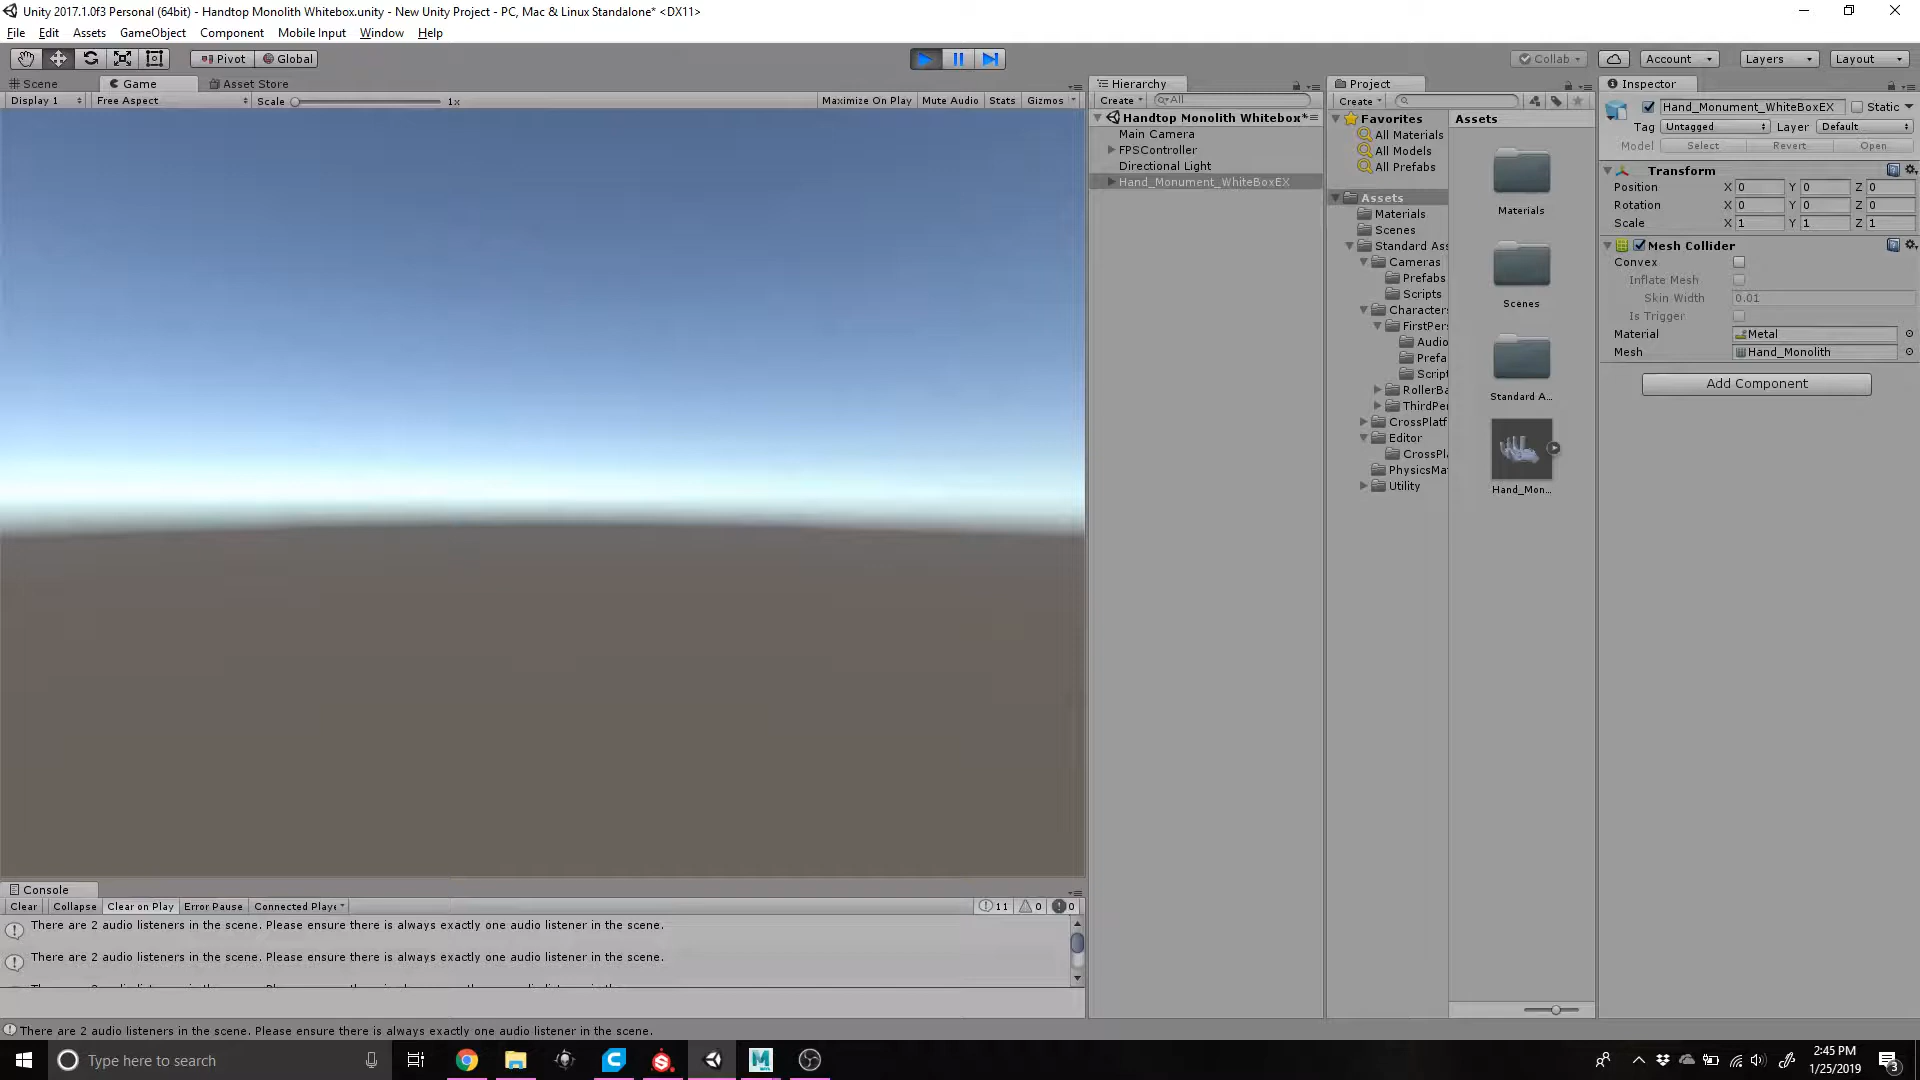 Unity 2017.1.0f3 Personal (64bit) - Handtop Monolith Whitebox.unity - New Unity Project - PC, Mac & Linux Standalone* <DX11>
File Edit Assets GameObject Component Mobile Input Window Help
Pivot Global Collab Account Layers Layout
Scene Game Asset Store
Display 1 Free Aspect Scale 1x Maximize On Play Mute Audio Stats Gizmos
Hierarchy
Create All
Handtop Monolith Whitebox*
Main Camera
FPSController
Directional Light
Hand_Monument_WhiteBoxEX
Project
Create
Favorites
All Materials
All Models
All Prefabs
Assets
Materials
Scenes
Standard Ass
Cameras
Prefabs
Scripts
Characters
FirstPers
Audio
Prefa
Script
RollerBa
ThirdPer
CrossPlatf
Editor
CrossPl
PhysicsMa
Utility
Assets
Materials
Scenes
Standard A...
Hand_Mon...
Inspector
Hand_Monument_WhiteBoxEX Static
Tag Untagged Layer Default
Model Select Revert Open
Transform
Position X 0 Y 0 Z 0
Rotation X 0 Y 0 Z 0
Scale X 1 Y 1 Z 1
Mesh Collider
Convex
Inflate Mesh
Skin Width 0.01
Is Trigger
Material Metal
Mesh Hand_Monolith
Add Component
Console
Clear Collapse Clear on Play Error Pause Connected Playe 11 0 0
There are 2 audio listeners in the scene. Please ensure there is always exactly one audio listener in the scene.
There are 2 audio listeners in the scene. Please ensure there is always exactly one audio listener in the scene.
There are 2 audio listeners in the scene. Please ensure there is always exactly one audio listener in the scene.
Type here to search
2:45 PM
1/25/2019
3